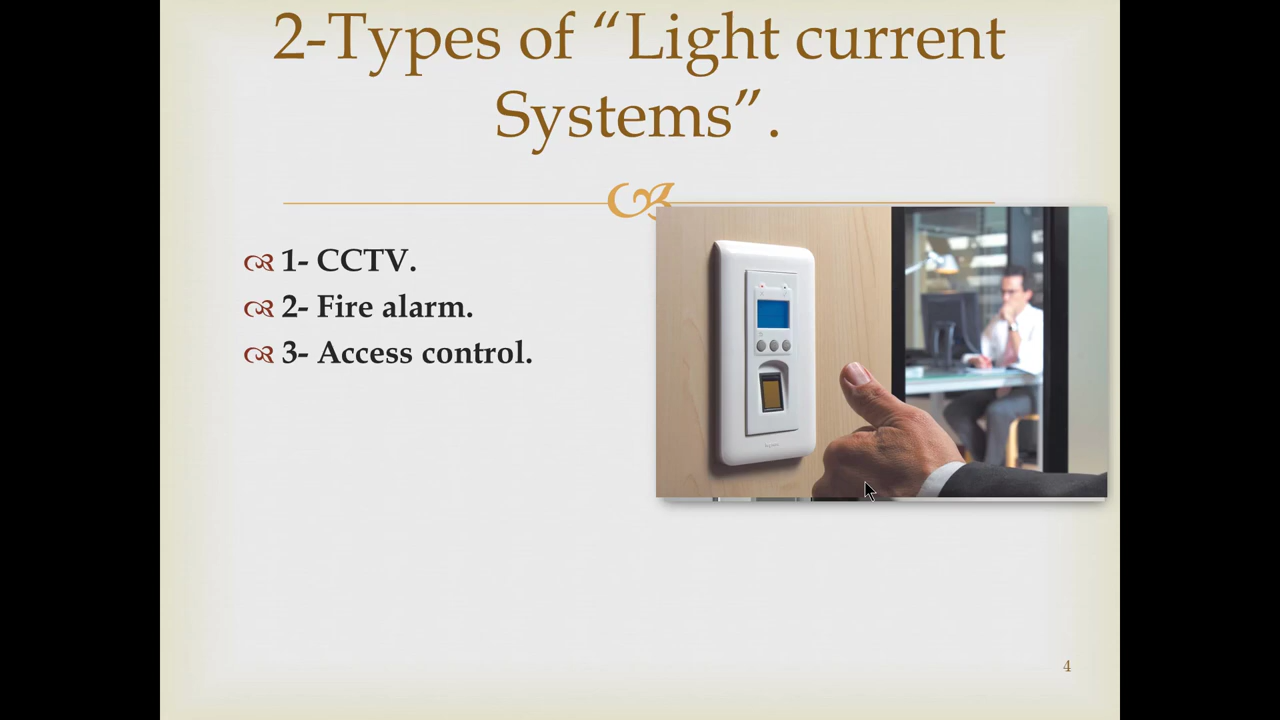 2-Types of “Light current
Systems”.
1- CCTV.
2- Fire alarm.
3- Access control.
4